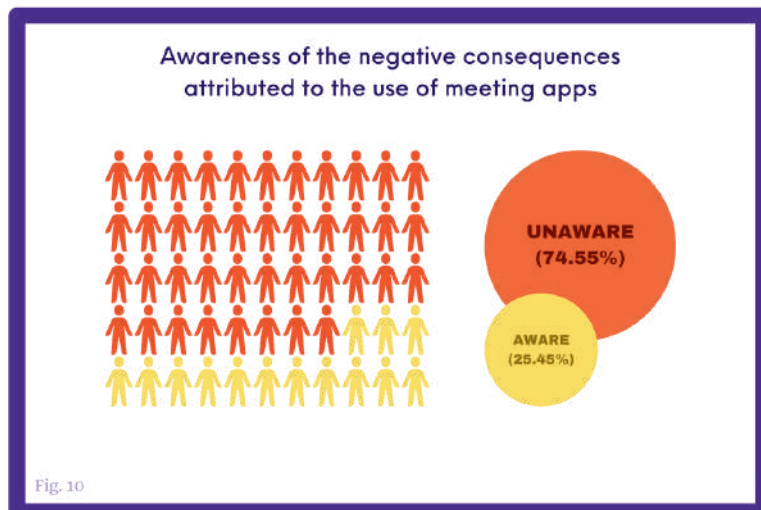 Awareness of the negative consequences
attributed to the use of meeting apps
UNAWARE
(74.55%)
AWARE
(25.45%)
Fig. 10